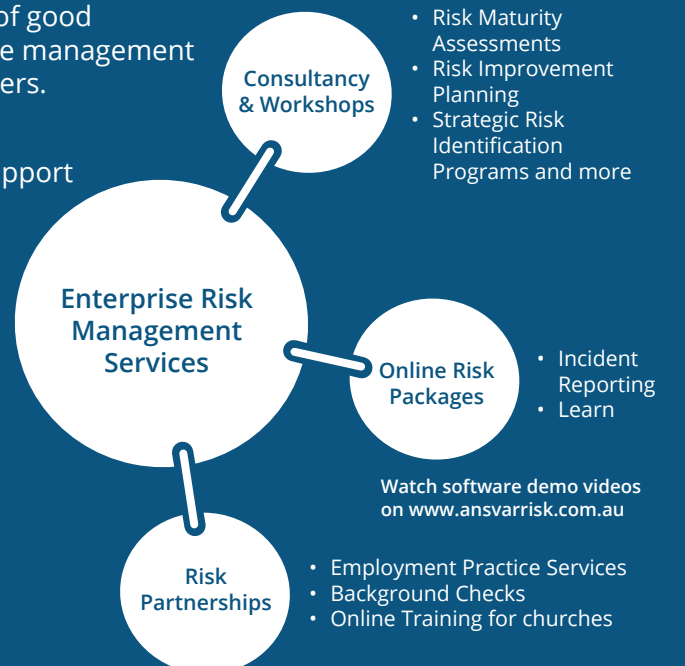 of good
e management
ers.
pport
Consultancy
& Workshops
• Risk Maturity
Assessments
• Risk Improvement
Planning
• Strategic Risk
Identification
Programs and more
Enterprise Risk
Management
Services
Online Risk
Packages
• Incident
Reporting
• Learn
Watch software demo videos
on www.ansvarrisk.com.au
Risk
Partnerships
• Employment Practice Services
• Background Checks
• Online Training for churches